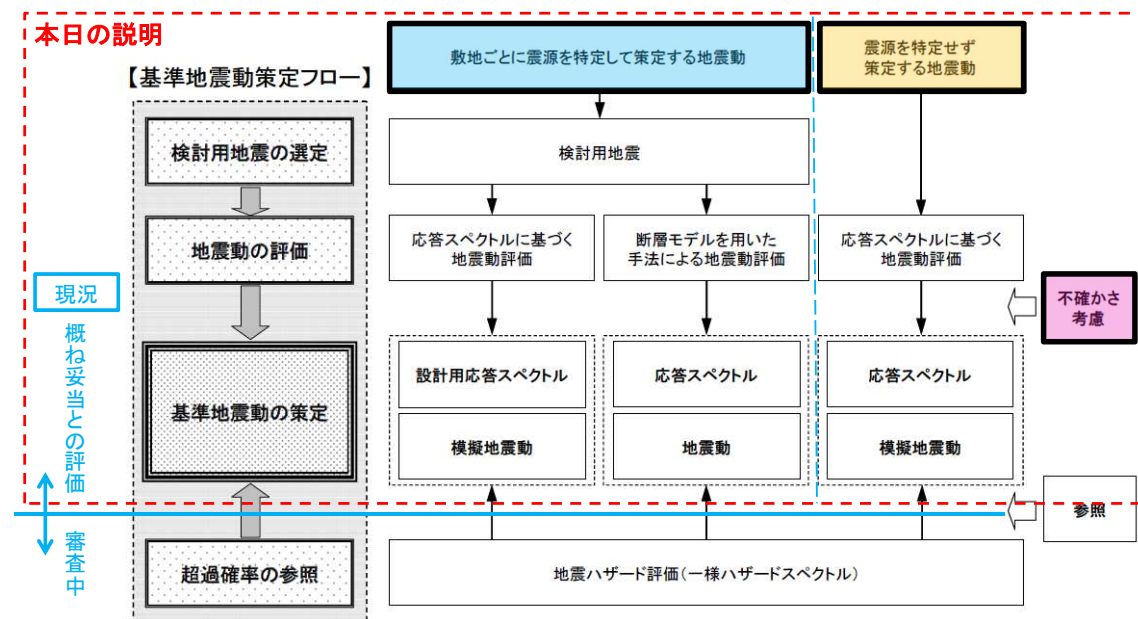 本日の説明
【基準地震動策定フロー】
検討用地震の選定
地震動の評価
基準地震動の策定
超過確率の参照
現況
概ね妥当との評価
審査中
敷地ごとに震源を特定して策定する地震動
震源を特定せず
策定する地震動
検討用地震
応答スペクトルに基づく
地震動評価
断層モデルを用いた
手法による地震動評価
応答スペクトルに基づく
地震動評価
不確かさ
考慮
設計用応答スペクトル
模擬地震動
応答スペクトル
地震動
応答スペクトル
模擬地震動
参照
地震ハザード評価(一様ハザードスペクトル)